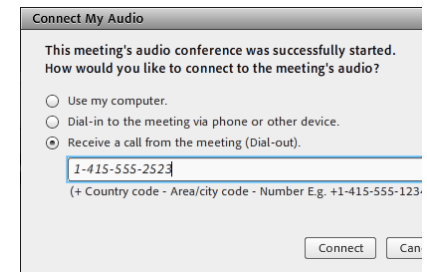 Connect My Audio
This meeting's audio conference was successfully started.
How would you like to connect to the meeting's audio?
Use my computer.
Dial-in to the meeting via phone or other device.
Receive a call from the meeting (Dial-out).
1-415-555-2523
(+ Country code - Area/city code - Number E.g. +1-415-555-1234
Connect Can